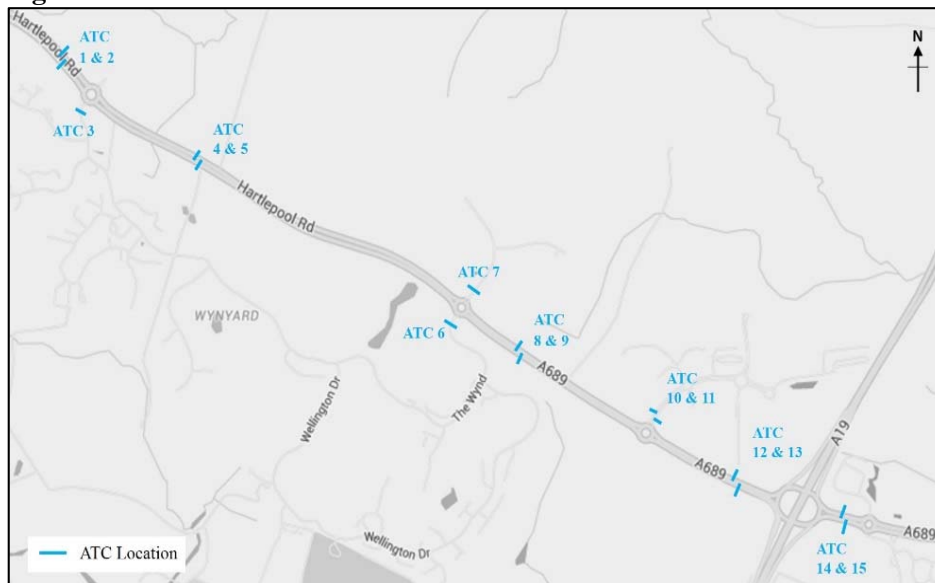 Hartlepool Rd
ATC
1 & 2
N
ATC 3
ATC
4 & 5
Hartlepool Rd
ATC 7
WYNYARD
ATC 6
ATC
8 & 9
A689
ATC
10 & 11
The Wynd
Wellington Dr
A19
ATC
12 & 13
A689
A689
Wellington Dr
ATC Location
ATC
14 & 15